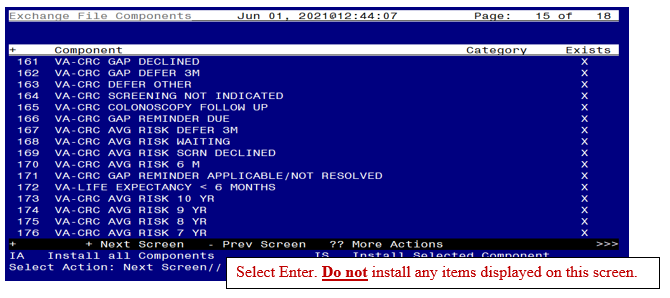 Exchange File Components Jun 01, 2021@12:44:07 Page: 15 of 18
+ Component Category Exists
161 VA-CRC GAP DECLINED X
162 VA-CRC GAP DEFER 3M X
163 VA-CRC DEFER OTHER X
164 VA-CRC SCREENING NOT INDICATED X
165 VA-CRC COLONOSCOPY FOLLOW UP X
166 VA-CRC GAP REMINDER DUE X
167 VA-CRC AVG RISK DEFER 3M X
168 VA-CRC AVG RISK WAITING X
169 VA-CRC AVG RISK SCRN DECLINED X
170 VA-CRC AVG RISK 6 M X
171 VA-CRC GAP REMINDER APPLICABLE/NOT RESOLVED X
172 VA-LIFE EXPECTANCY < 6 MONTHS X
173 VA-CRC AVG RISK 10 YR X
174 VA-CRC AVG RISK 9 YR X
175 VA-CRC AVG RISK 8 YR X
176 VA-CRC AVG RISK 7 YR X
+ + Next Screen - Prev Screen ?? More Actions >>>
IA Install all Components IS Install Selected Component
Select Action: Next Screen//
Select Enter. Do not install any items displayed on this screen.